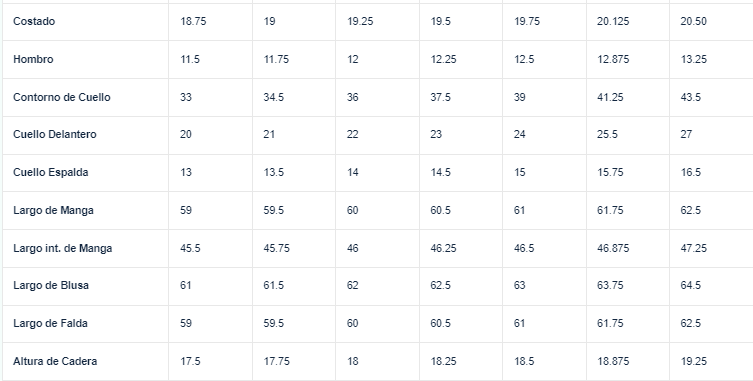 Costado 18.75 19 19.25 19.5 19.75 20.125 20.50
Hombro 11.5 11.75 12 12.25 12.5 12.875 13.25
Contorno de Cuello 33 34.5 36 37.5 39 41.25 43.5
Cuello Delantero 20 21 22 23 24 25.5 27
Cuello Espalda 13 13.5 14 14.5 15 15.75 16.5
Largo de Manga 59 59.5 60 60.5 61 61.75 62.5
Largo int. de Manga 45.5 45.75 46 46.25 46.5 46.875 47.25
Largo de Blusa 61 61.5 62 62.5 63 63.75 64.5
Largo de Falda 59 59.5 60 60.5 61 61.75 62.5
Altura de Cadera 17.5 17.75 18 18.25 18.5 18.875 19.25